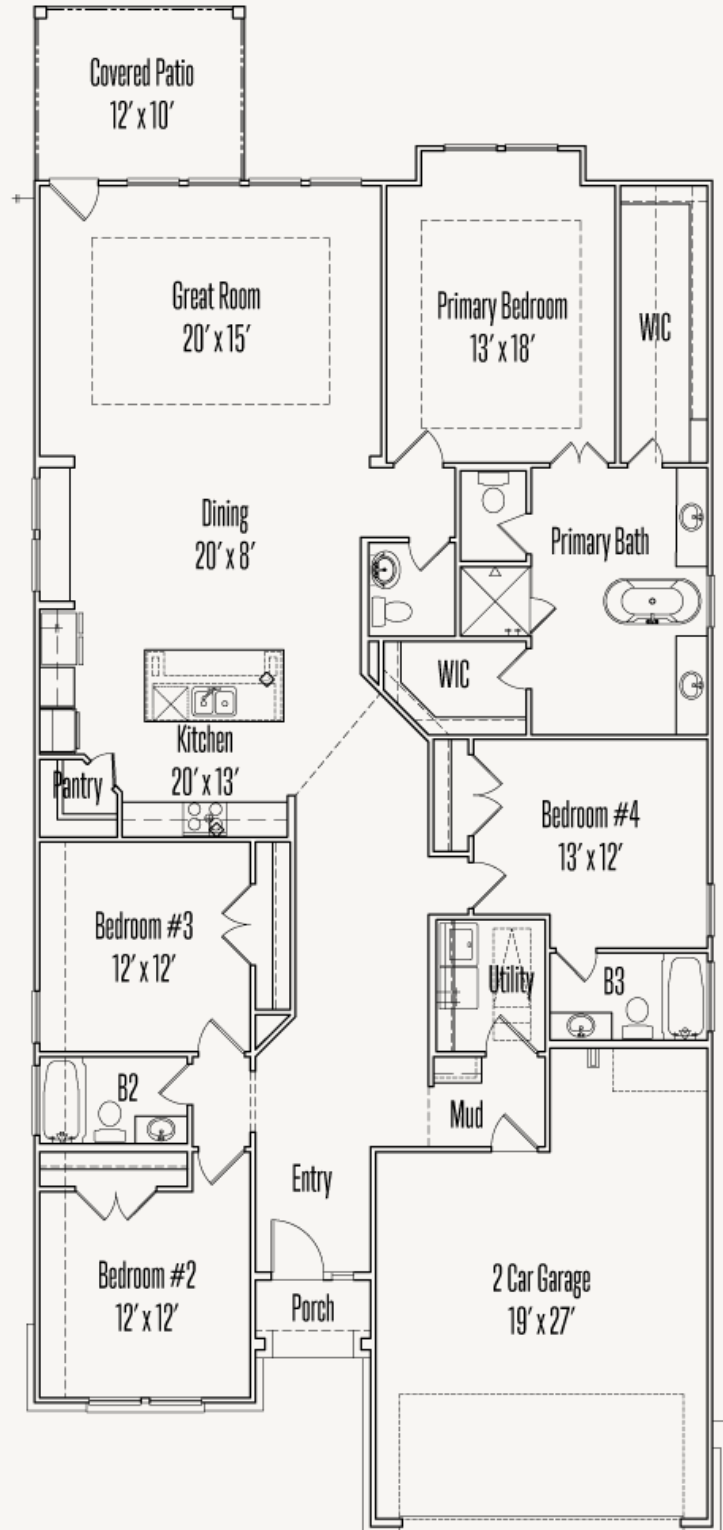 Covered Patio
12' x 10'
Great Room
20' x 15'
Primary Bedroom
13' x 18'
WIC
Dining
20' x 8'
Primary Bath
WIC
Kitchen
20' x 13'
Pantry
Bedroom #4
13' x 12'
Bedroom #3
12' x 12'
Utility
B3
B2
Mud
Entry
Bedroom #2
12' x 12'
Porch
2 Car Garage
19' x 27'